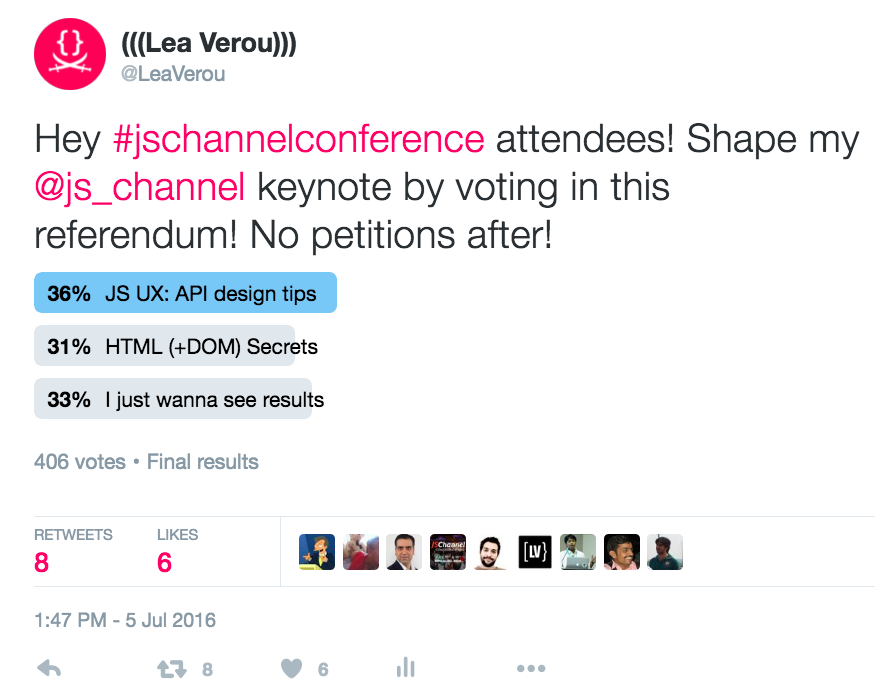 (((Lea Verou)))
@LeaVerou
Hey #jschannelconference attendees! Shape my
@js_channel keynote by voting in this
referendum! No petitions after!
36% JS UX: API design tips
31% HTML (+DOM) Secrets
33% I just wanna see results
406 votes • Final results
RETWEETS LIKES
8 6
JSChannel
[LV}
1:47 PM - 5 Jul 2016
8 6